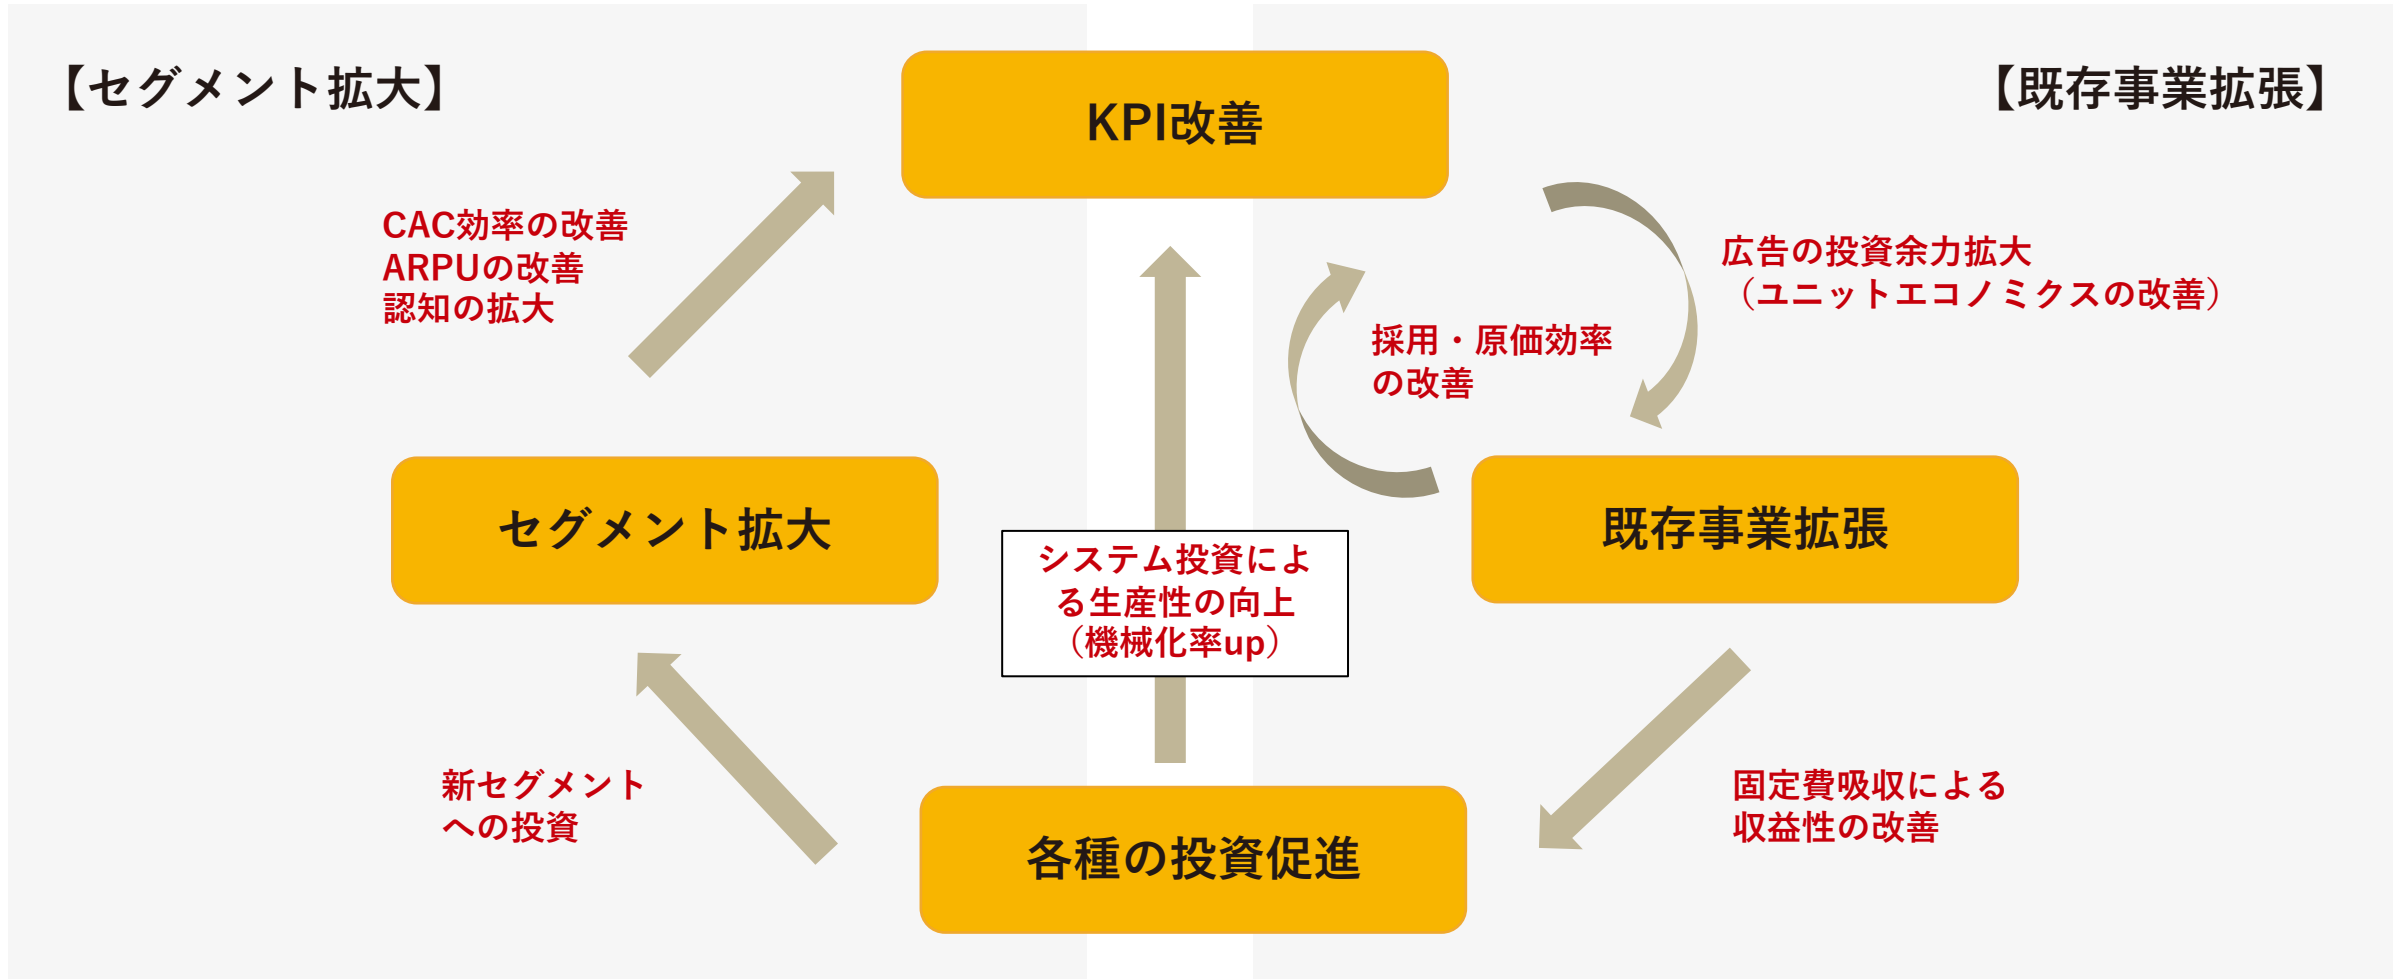 【セグメント拡大】
KPI改善
【既存事業拡張】
CAC効率の改善
ARPUの改善
認知の拡大
広告の投資余力拡大
（ユニットエコノミクスの改善）
採用・原価効率
の改善
セグメント拡大
システム投資によ
る生産性の向上
（機械化率up）
既存事業拡張
新セグメント
への投資
各種の投資促進
固定費吸収による
収益性の改善